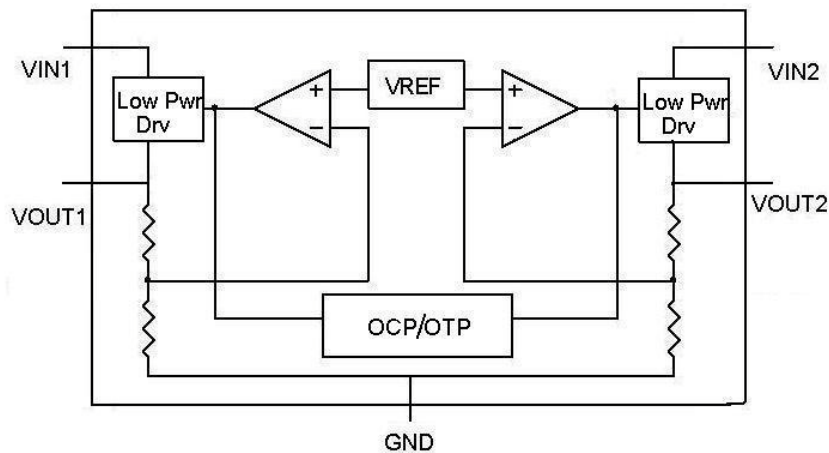 VIN1
VIN2
Low Pwr
Drv
+
−
VREF
+
−
Low Pwr
Drv
VOUT1
VOUT2
OCP/OTP
GND